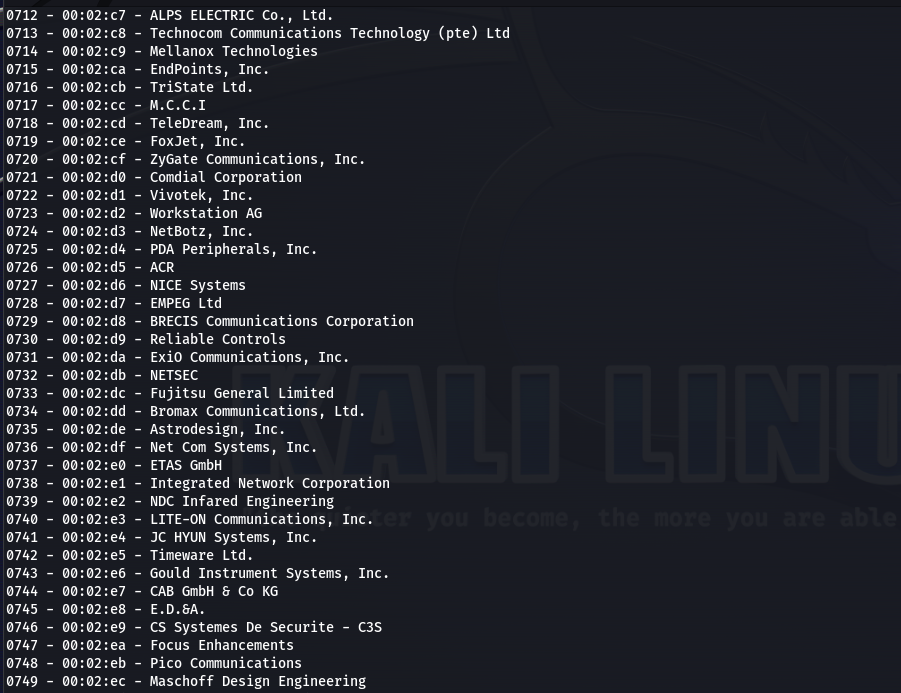 0712 - 00:02:c7 - ALPS ELECTRIC Co., Ltd.
0713 - 00:02:c8 - Technocom Communications Technology (pte) Ltd
0714 - 00:02:c9 - Mellanox Technologies
0715 - 00:02:ca - EndPoints, Inc.
0716 - 00:02:cb - TriState Ltd.
0717 - 00:02:cc - M.C.C.I
0718 - 00:02:cd - TeleDream, Inc.
0719 - 00:02:ce - FoxJet, Inc.
0720 - 00:02:cf - ZyGate Communications, Inc.
0721 - 00:02:d0 - Comdial Corporation
0722 - 00:02:d1 - Vivotek, Inc.
0723 - 00:02:d2 - Workstation AG
0724 - 00:02:d3 - NetBotz, Inc.
0725 - 00:02:d4 - PDA Peripherals, Inc.
0726 - 00:02:d5 - ACR
0727 - 00:02:d6 - NICE Systems
0728 - 00:02:d7 - EMPEG Ltd
0729 - 00:02:d8 - BRECIS Communications Corporation
0730 - 00:02:d9 - Reliable Controls
0731 - 00:02:da - ExiO Communications, Inc.
0732 - 00:02:db - NETSEC
0733 - 00:02:dc - Fujitsu General Limited
0734 - 00:02:dd - Bromax Communications, Ltd.
0735 - 00:02:de - Astrodesign, Inc.
0736 - 00:02:df - Net Com Systems, Inc.
0737 - 00:02:e0 - ETAS GmbH
0738 - 00:02:e1 - Integrated Network Corporation
0739 - 00:02:e2 - NDC Infared Engineering
0740 - 00:02:e3 - LITE-ON Communications, Inc.
0741 - 00:02:e4 - JC HYUN Systems, Inc.
0742 - 00:02:e5 - Timeware Ltd.
0743 - 00:02:e6 - Gould Instrument Systems, Inc.
0744 - 00:02:e7 - CAB GmbH & Co KG
0745 - 00:02:e8 - E.D.&A.
0746 - 00:02:e9 - CS Systemes De Securite - C3S
0747 - 00:02:ea - Focus Enhancements
0748 - 00:02:eb - Pico Communications
0749 - 00:02:ec - Maschoff Design Engineering
KALI LINU
you become, the more you are able